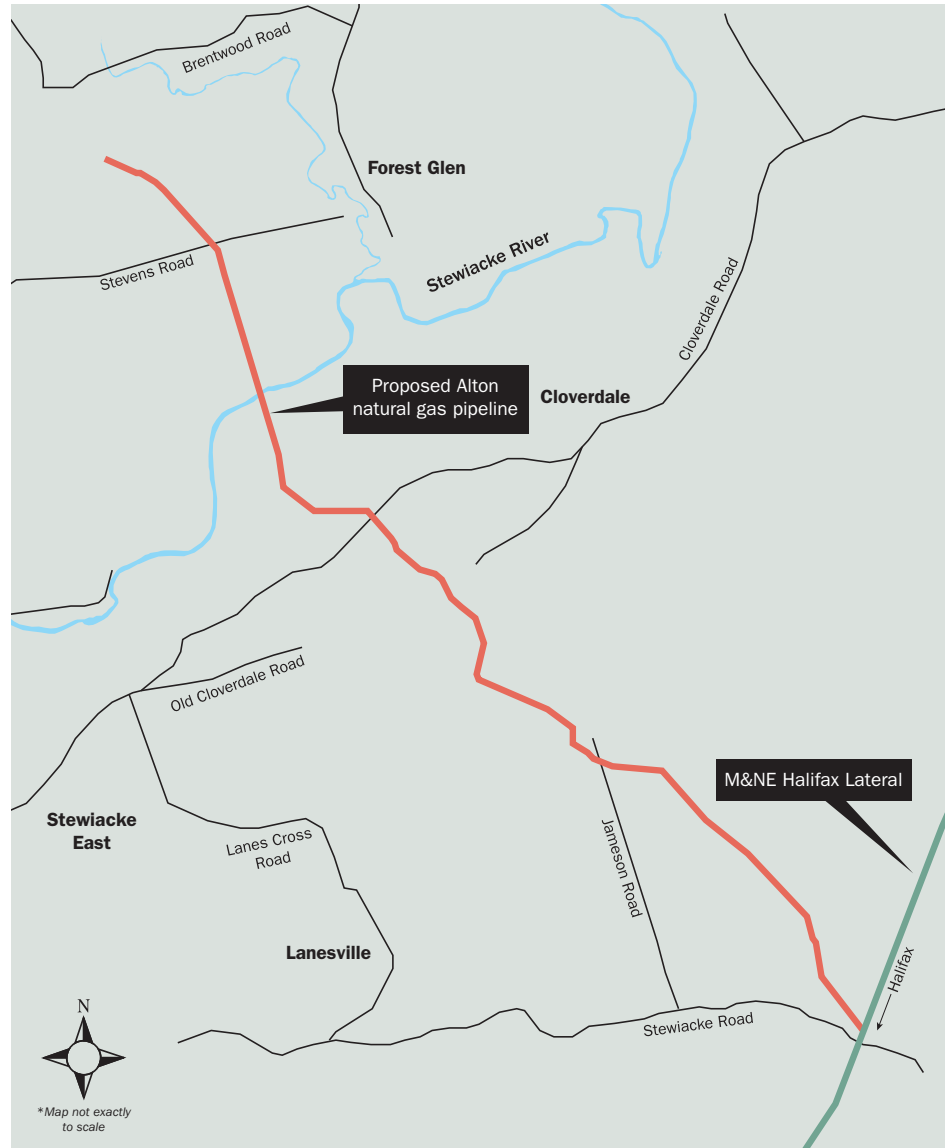 Brentwood Road
Forest Glen
Stewiacke River
Stevens Road
Cloverdale Road
Proposed Alton
natural gas pipeline
Cloverdale
Old Cloverdale Road
M&NE Halifax Lateral
Stewiacke
East
Lanes Cross
Road
Jameson Road
Lanesville
Halifax
Stewiacke Road
N
*Map not exactly
to scale